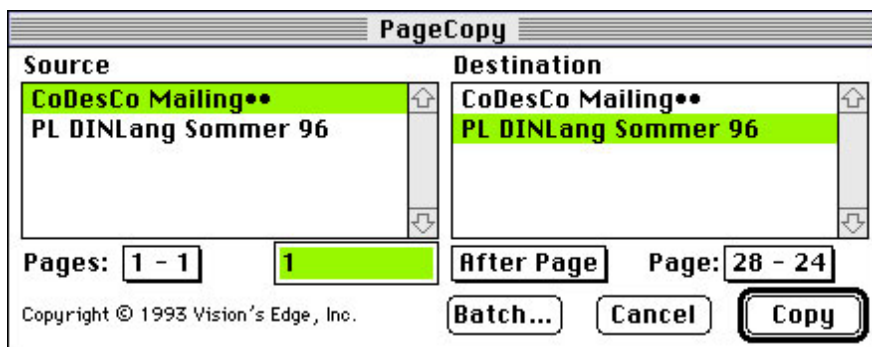 PageCopy
Source
CoDesCo Mailing••
PL DINLang Sommer 96
Destination
CoDesCo Mailing••
PL DINLang Sommer 96
Pages: 1 - 1 1
After Page Page: 28 - 24
Copyright © 1993 Vision's Edge, Inc.
Batch... Cancel Copy